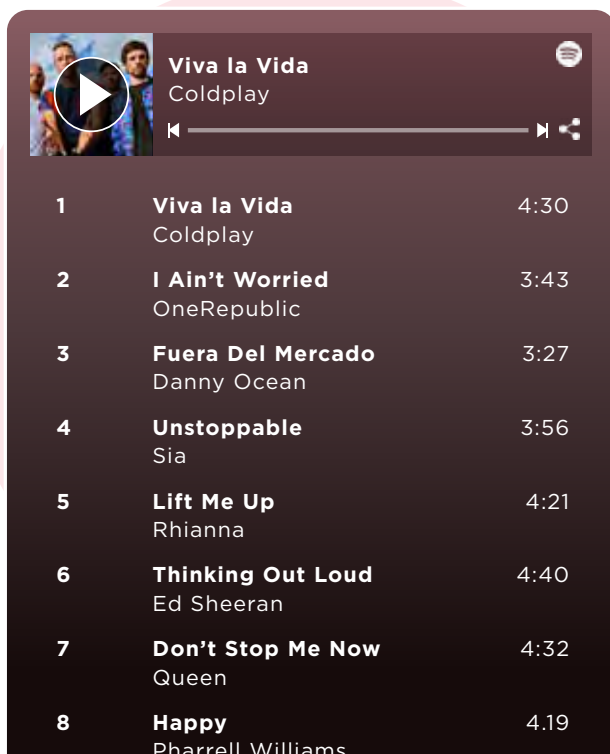 Viva la Vida
Coldplay
1 Viva la Vida 4:30
Coldplay
2 I Ain’t Worried 3:43
OneRepublic
3 Fuera Del Mercado 3:27
Danny Ocean
4 Unstoppable 3:56
Sia
5 Lift Me Up 4:21
Rhianna
6 Thinking Out Loud 4:40
Ed Sheeran
7 Don’t Stop Me Now 4:32
Queen
8 Happy 4.19
Pharrell Williams